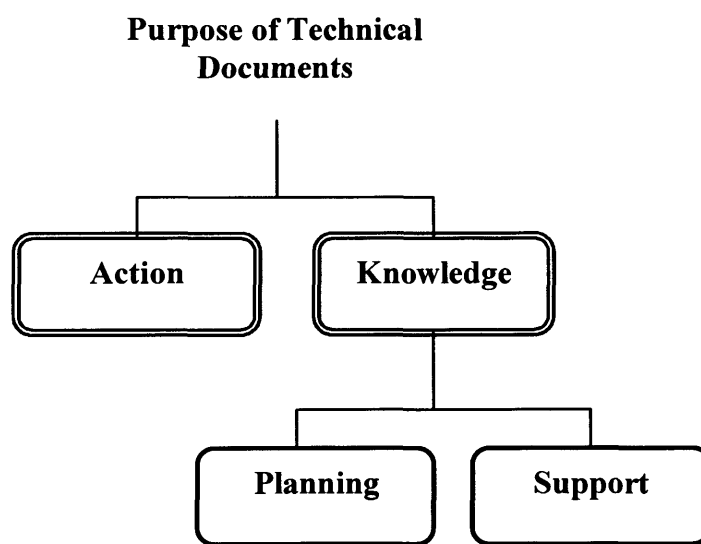 Purpose of Technical
Documents
Action
Knowledge
Planning
Support